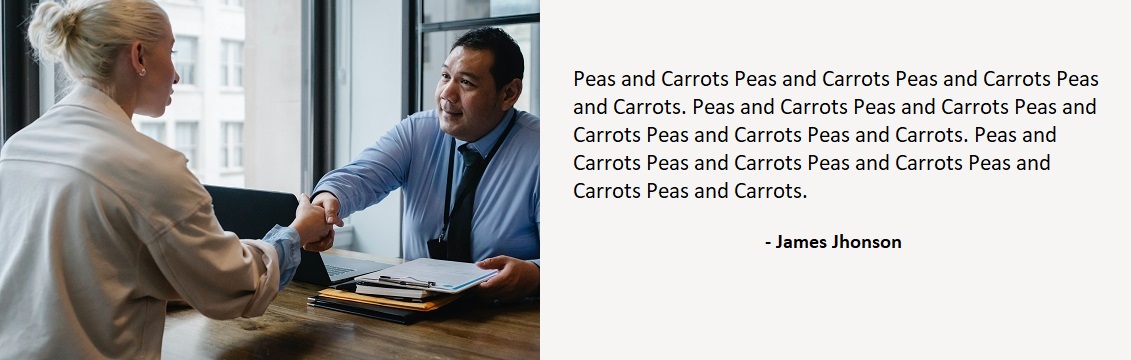 Peas and Carrots Peas and Carrots Peas and Carrots Peas
and Carrots. Peas and Carrots Peas and Carrots Peas and
Carrots Peas and Carrots Peas and Carrots. Peas and
Carrots Peas and Carrots Peas and Carrots Peas and
Carrots Peas and Carrots.
- James Jhonson